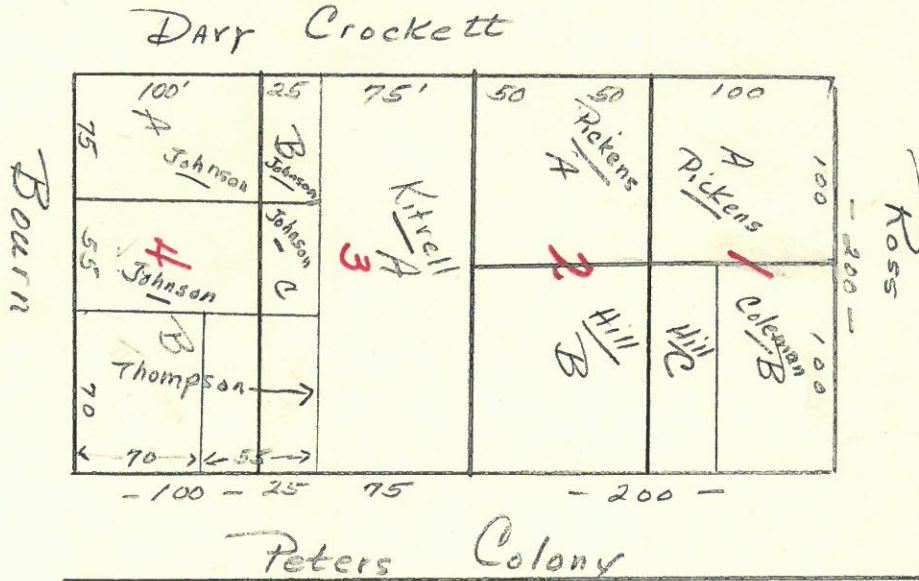 Davy Crockett
100' 25 75' 50 50 100
75 A Johnson
B Johnson
Kitrell A
Pickens A
A Pickens
100
Bourn
55 4 Johnson
Johnson C
3
2
1
- 200 -
Ross
B
Thompson
Hill B
Hill C
Coleman B
100
70
70 55
- 100 - 25 75 - 200 -
Peters Colony